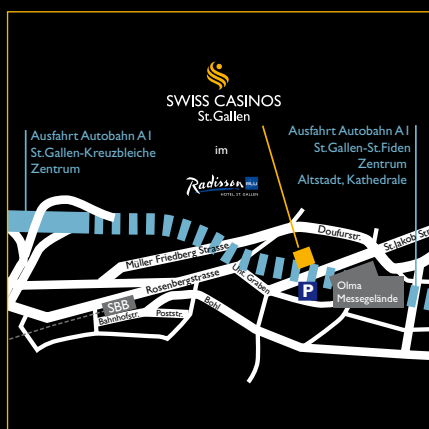 SWISS CASINOS
St.Gallen
im
Radisson BLU
HOTEL, ST. GALLEN
Ausfahrt Autobahn A1
St.Gallen-Kreuzbleiche
Zentrum
Ausfahrt Autobahn A1
St.Gallen-St.Fiden
Zentrum
Altstadt, Kathedrale
Doufurstr.
St.Jakob Str
Müller Friedberg Strasse
Unt. Graben
Rosenbergstrasse
P
Olma
Messegelände
SBB
Bahnhofstr.
Poststr.
Bohl